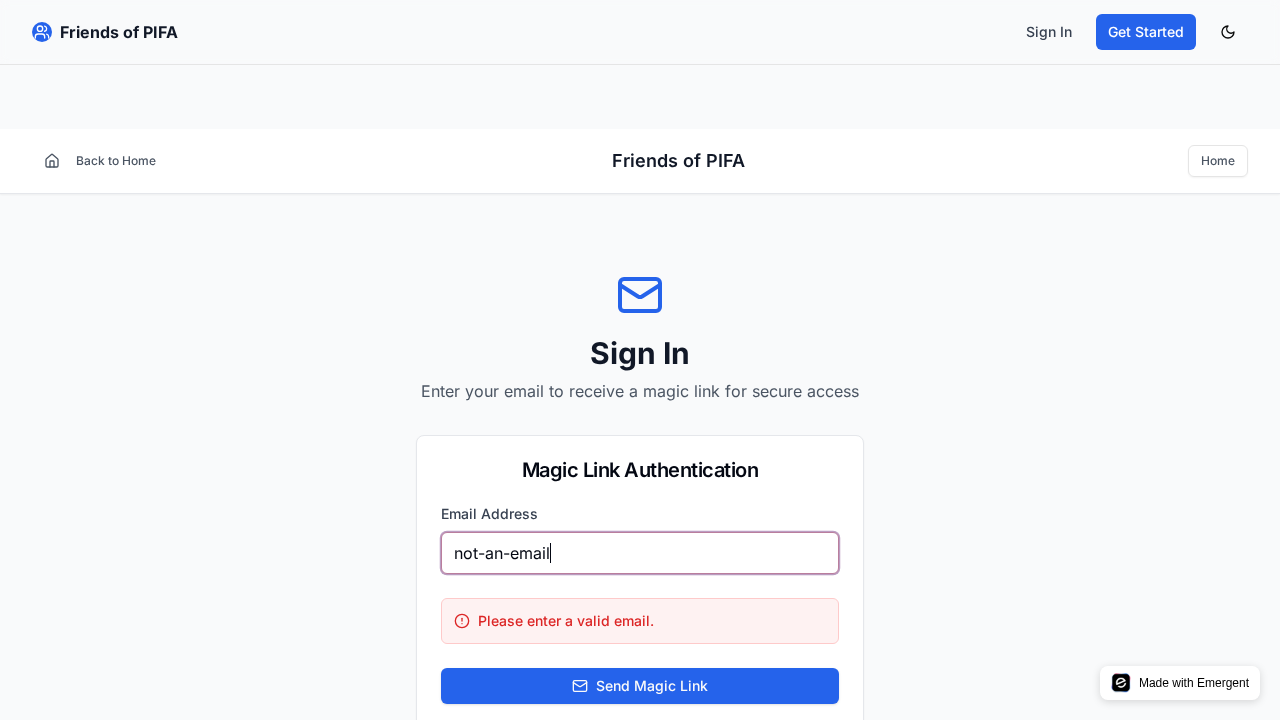 Friends of PIFA
Sign In
Get Started
Back to Home
Friends of PIFA
Home
Sign In
Enter your email to receive a magic link for secure access
Magic Link Authentication
Email Address
not-an-email
Please enter a valid email.
Send Magic Link
Made with Emergent